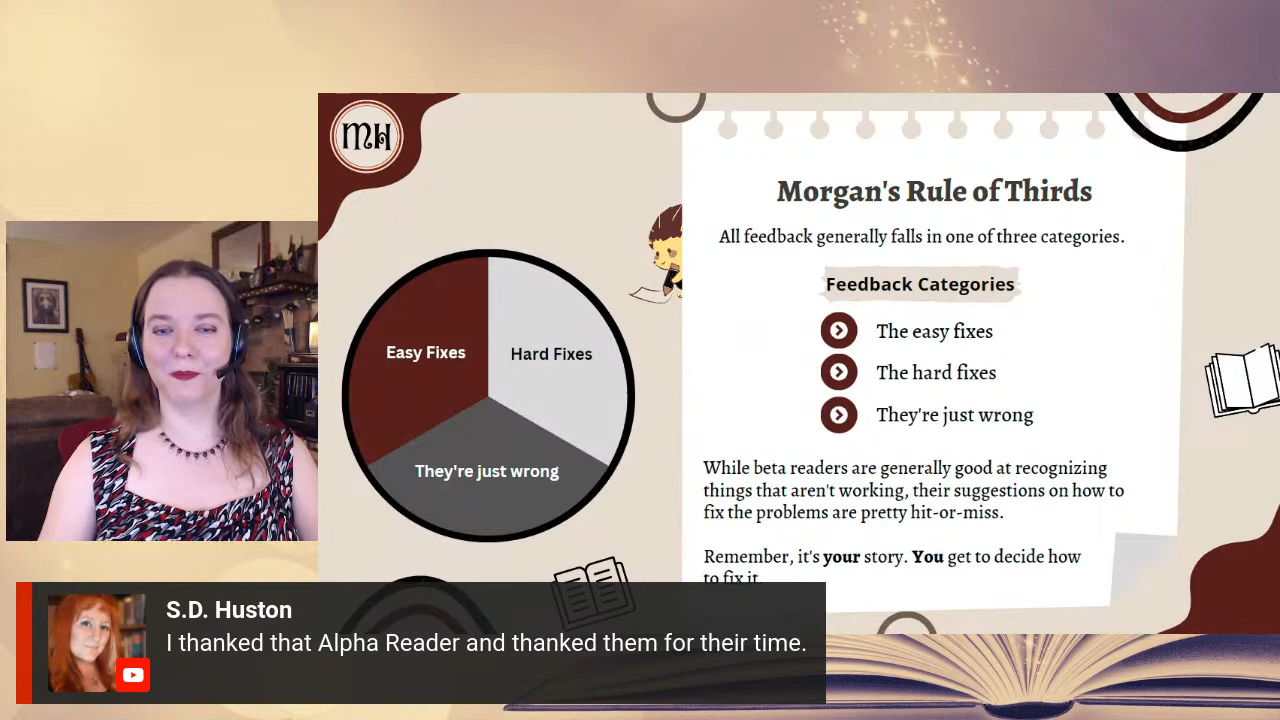 MH
Morgan's Rule of Thirds
All feedback generally falls in one of three categories.
Feedback Categories
The easy fixes
The hard fixes
They're just wrong
Easy Fixes
Hard Fixes
They're just wrong
While beta readers are generally good at recognizing
things that aren't working, their suggestions on how to
fix the problems are pretty hit-or-miss.
Remember, it's your story. You get to decide how
to fix it.
S.D. Huston
I thanked that Alpha Reader and thanked them for their time.